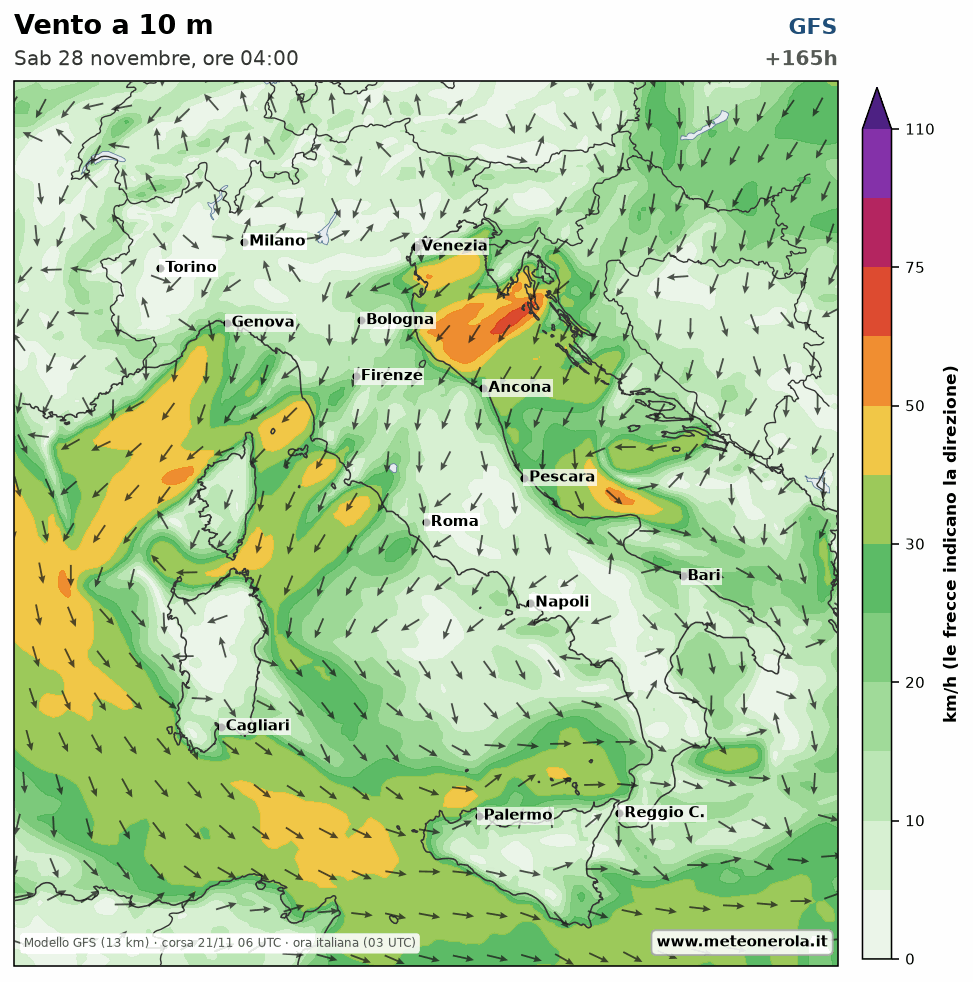 Vento a 10 m
GFS
Sab 28 novembre, ore 04:00
+165h
Milano
Venezia
Torino
Genova
Bologna
Firenze
Ancona
Pescara
Roma
Bari
Napoli
Cagliari
Palermo
Reggio C.
110
75
50
30
20
10
0
km/h (le frecce indicano la direzione)
Modello GFS (13 km) · corsa 21/11 06 UTC · ora italiana (03 UTC)
www.meteonerola.it